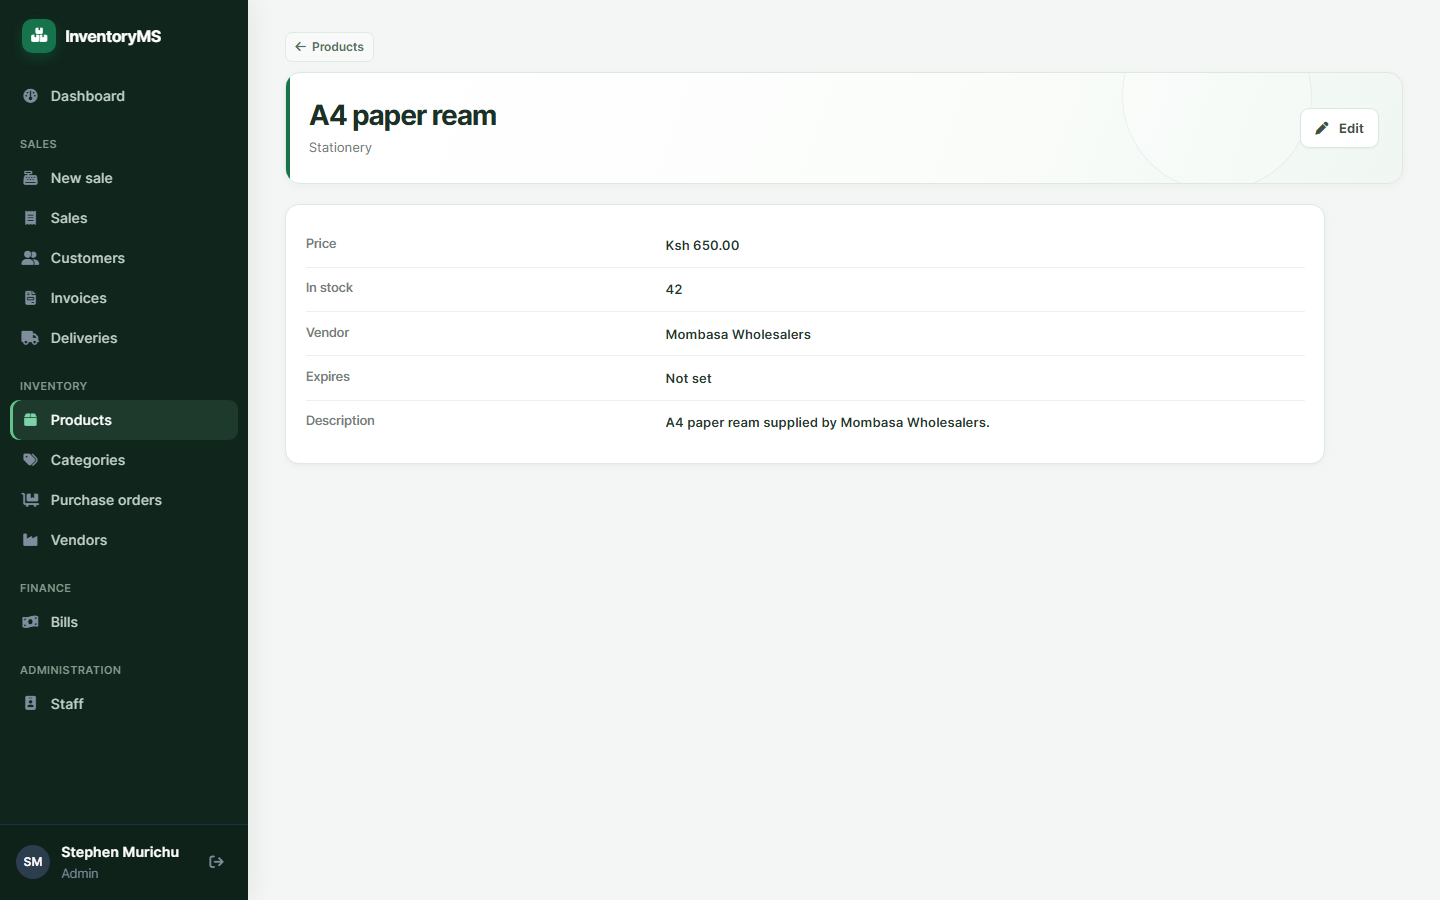 InventoryMS
Dashboard
SALES
New sale
Sales
Customers
Invoices
Deliveries
INVENTORY
Products
Categories
Purchase orders
Vendors
FINANCE
Bills
ADMINISTRATION
Staff
SM
Stephen Murichu
Admin
Products
A4 paper ream
Stationery
Edit
Price Ksh 650.00
In stock 42
Vendor Mombasa Wholesalers
Expires Not set
Description A4 paper ream supplied by Mombasa Wholesalers.